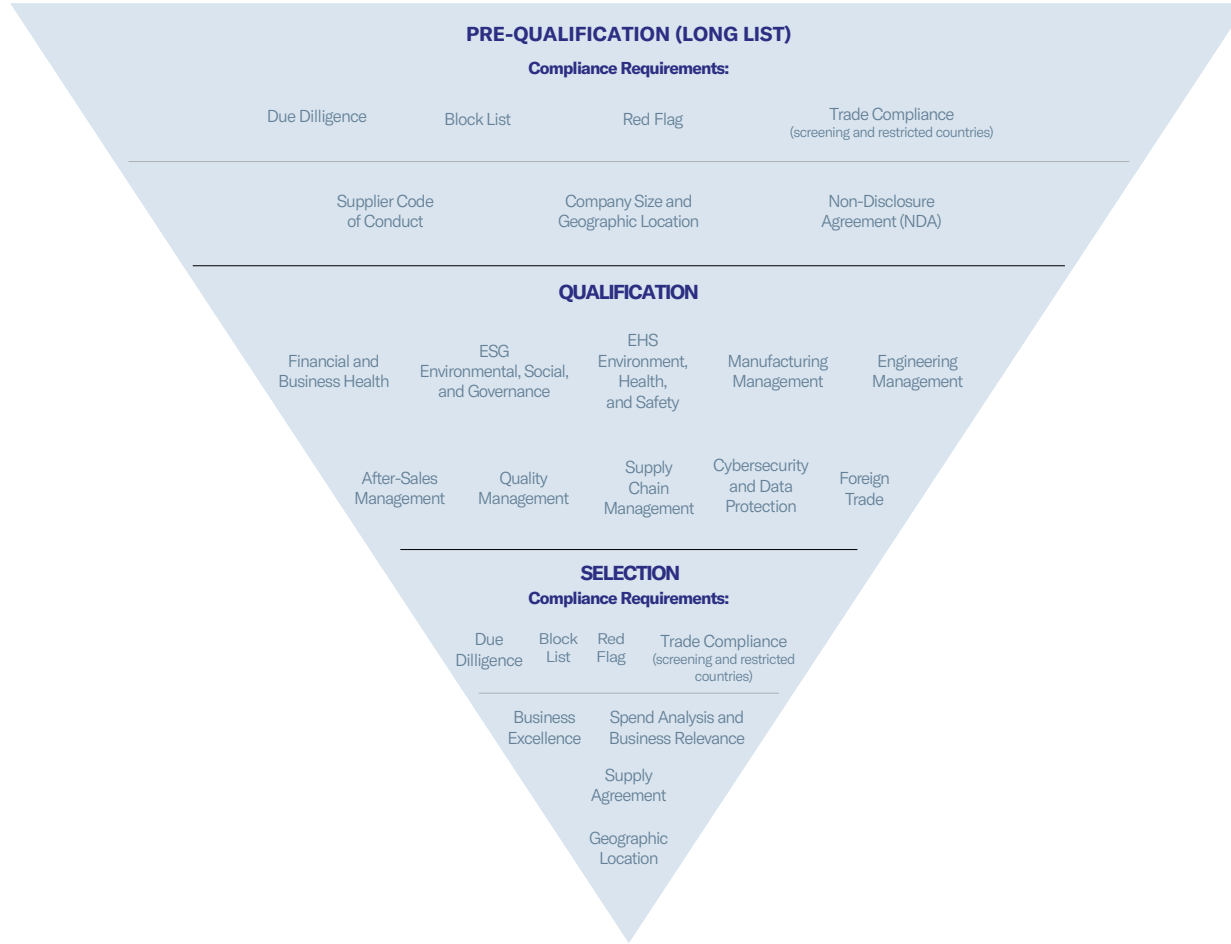 PRE-QUALIFICATION (LONG LIST)
Compliance Requirements:
Due Dilligence
Block List
Red Flag
Trade Compliance
(screening and restricted countries)
Supplier Code
of Conduct
Company Size and
Geographic Location
Non-Disclosure
Agreement (NDA)
QUALIFICATION
Financial and
Business Health
ESG
Environmental, Social,
and Governance
EHS
Environment,
Health,
and Safety
Manufacturing
Management
Engineering
Management
After-Sales
Management
Quality
Management
Supply
Chain
Management
Cybersecurity
and Data
Protection
Foreign
Trade
SELECTION
Compliance Requirements:
Due
Dilligence
Block
List
Red
Flag
Trade Compliance
(screening and restricted
countries)
Business
Excellence
Spend Analysis and
Business Relevance
Supply
Agreement
Geographic
Location